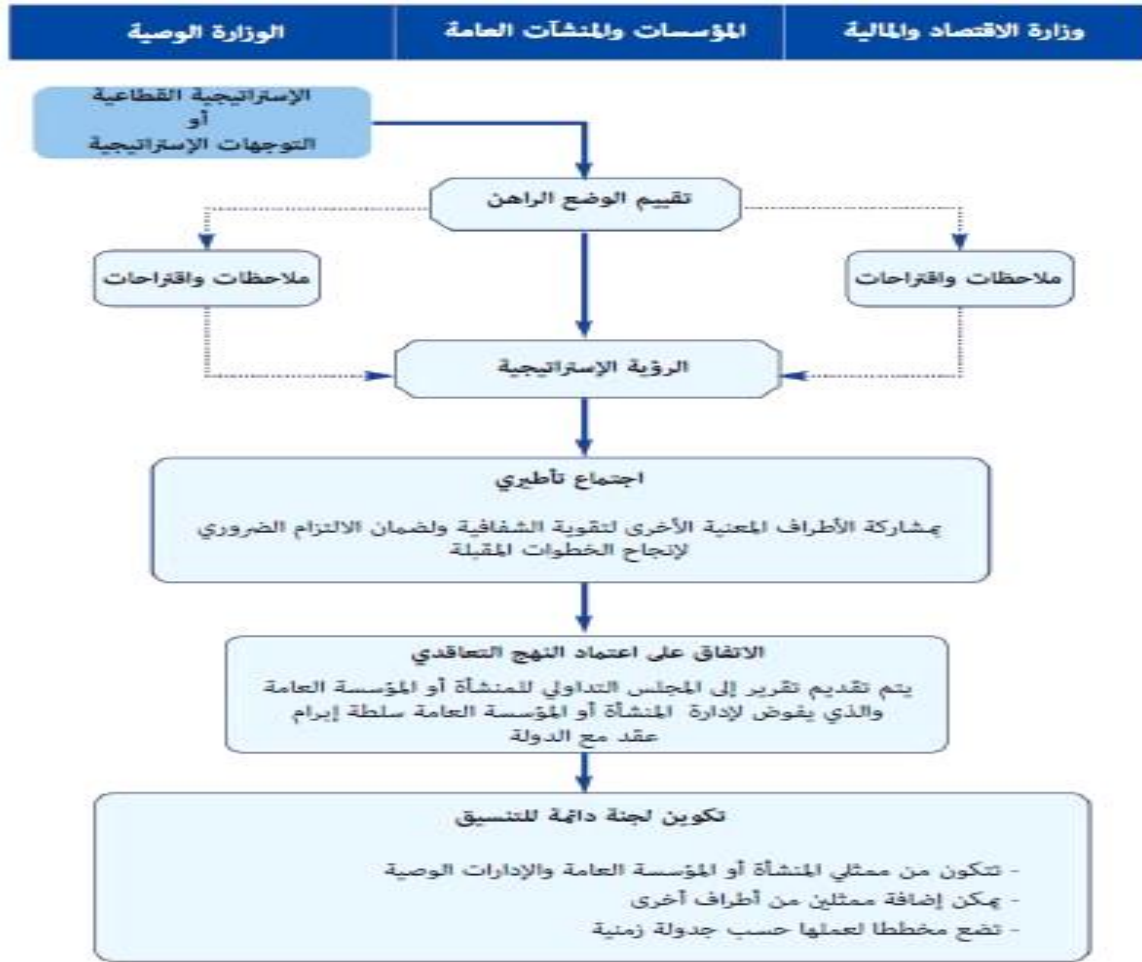 وزارة الاقتصاد والمالية
المؤسسات والمنشآت العامة
الوزارة الوصية
الإستراتيجية القطاعية
أو
التوجهات الإستراتيجية
تقييم الوضع الراهن
ملاحظات واقتراحات
ملاحظات واقتراحات
الرؤية الإستراتيجية
اجتماع تأطيري
بمشاركة الأطراف المعنية الأخرى لتقوية الشفافية ولضمان الالتزام الضروري
لإنجاح الخطوات المقبلة
الاتفاق على اعتماد النهج التعاقدي
يتم تقديم تقرير إلى المجلس التداولي للمنشأة أو المؤسسة العامة
والذي يفوض لإدارة المنشأة أو المؤسسة العامة سلطة إبرام
عقد مع الدولة
تكوين لجنة دائمة للتنسيق
- تتكون من ممثلي المنشأة أو المؤسسة العامة والإدارات الوصية
- يمكن إضافة ممثلين من أطراف أخرى
- تضع مخططا لعملها حسب جدولة زمنية